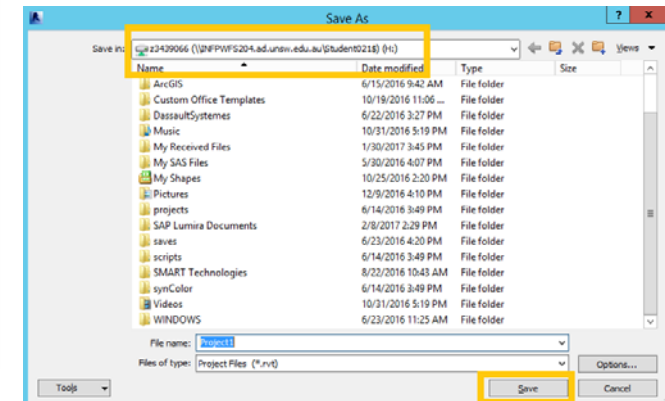 Save As
Save in: z3439066 (\\INFPWFS204.ad.unsw.edu.au\Student021$) (H:) Views
Name Date modified Type Size
ArcGIS 6/15/2016 9:42 AM File folder
Custom Office Templates 10/19/2016 11:06 ... File folder
DassaultSystemes 6/22/2016 3:27 PM File folder
Music 10/31/2016 5:19 PM File folder
My Received Files 1/30/2017 3:45 PM File folder
My SAS Files 5/30/2016 4:07 PM File folder
My Shapes 10/25/2016 2:20 PM File folder
Pictures 12/9/2016 4:10 PM File folder
projects 6/14/2016 3:49 PM File folder
SAP Lumira Documents 2/8/2017 2:29 PM File folder
saves 6/23/2016 4:20 PM File folder
scripts 6/14/2016 3:49 PM File folder
SMART Technologies 8/22/2016 10:43 AM File folder
synColor 6/14/2016 3:49 PM File folder
Videos 10/31/2016 5:19 PM File folder
WINDOWS 6/23/2016 11:25 AM File folder
File name: Project1
Files of type: Project Files (*.rvt) Options...
Tools Save Cancel